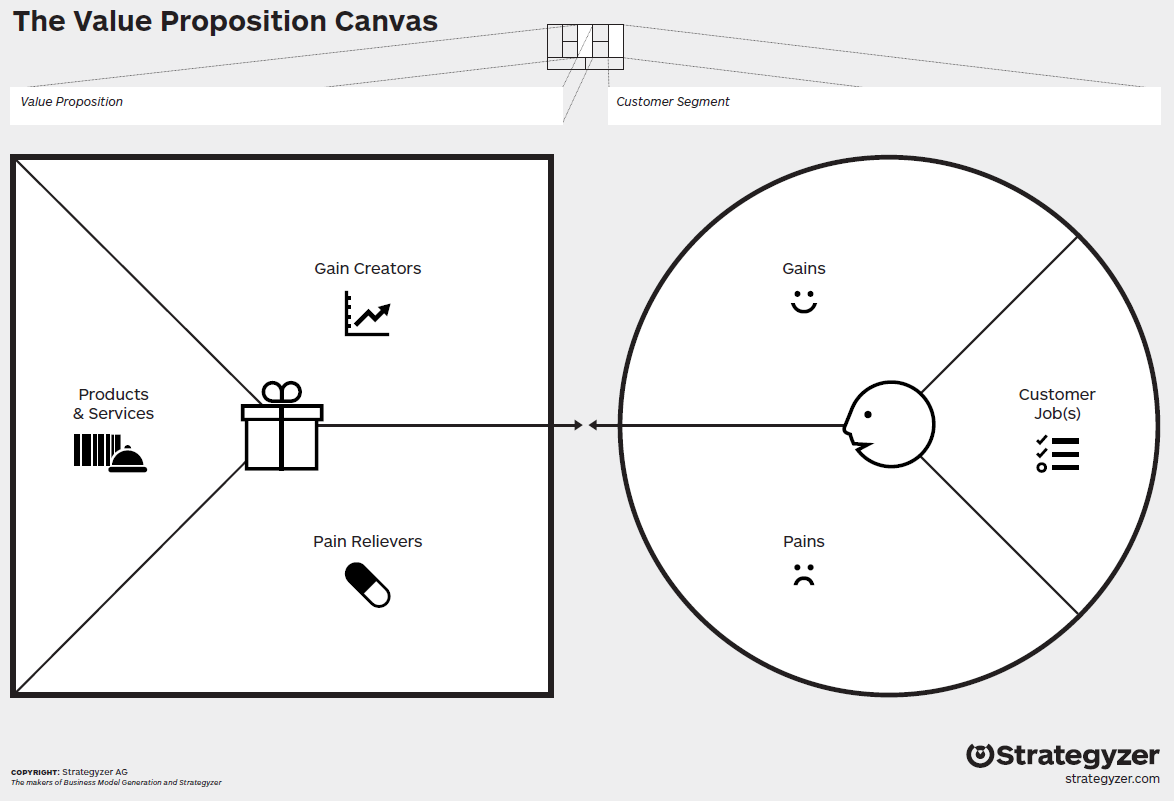 The Value Proposition Canvas
Value Proposition
Customer Segment
Gain Creators
Products
& Services
Pain Relievers
Gains
Customer
Job(s)
Pains
COPYRIGHT: Strategyzer AG
The makers of Business Model Generation and Strategyzer
Strategyzer
strategyzer.com